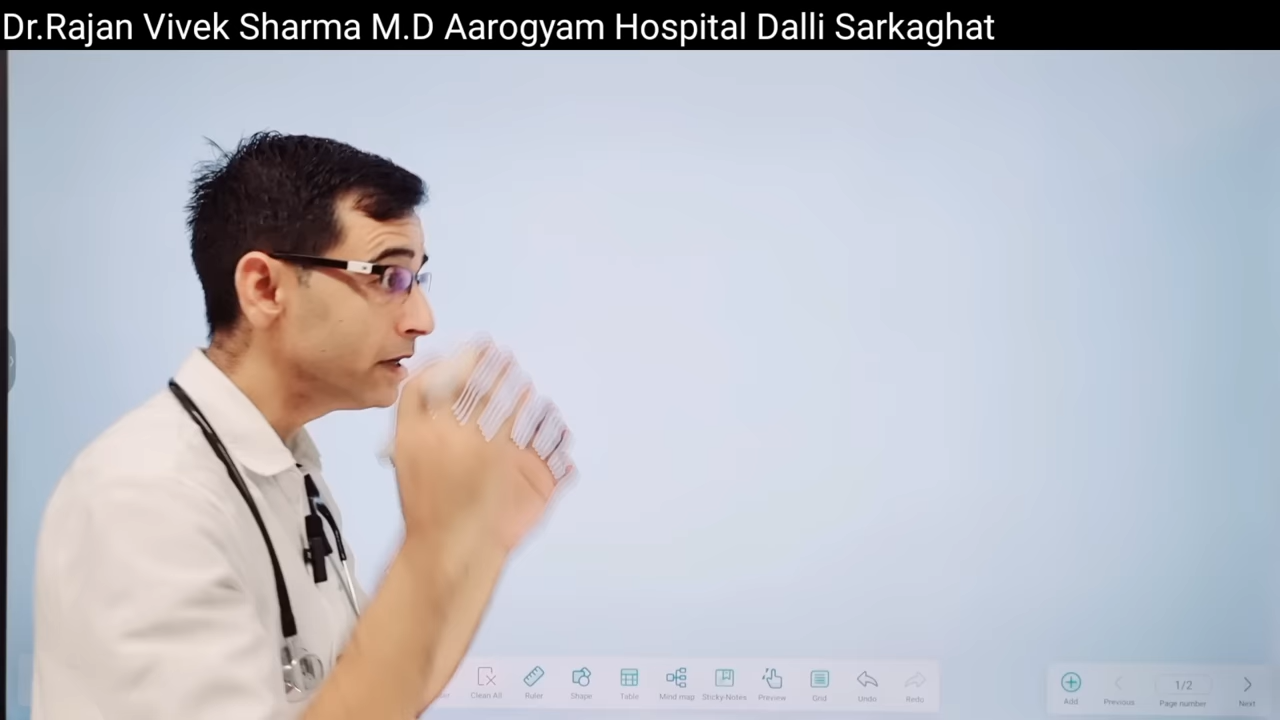 Dr.Rajan Vivek Sharma M.D Aarogyam Hospital Dalli Sarkaghat
Clean All Ruler Shape Table Mind map Sticky Notes Preview Grid Undo Redo Add Previous 1/2 Page number Next